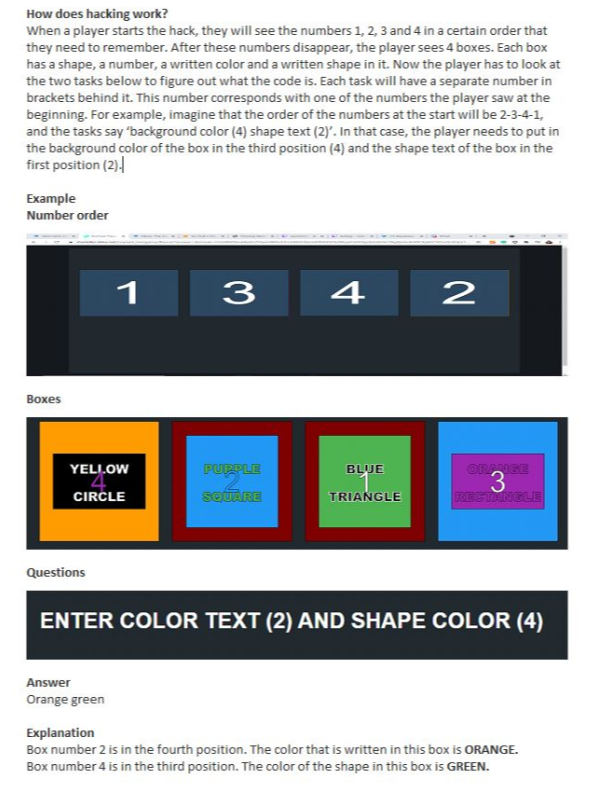 How does hacking work?
When a player starts the hack, they will see the numbers 1, 2, 3 and 4 in a certain order that
they need to remember. After these numbers disappear, the player sees 4 boxes. Each box
has a shape, a number, a written color and a written shape in it. Now the player has to look at
the two tasks below to figure out what the code is. Each task will have a separate number in
brackets behind it. This number corresponds with one of the numbers the player saw at the
beginning. For example, imagine that the order of the numbers at the start will be 2-3-4-1,
and the tasks say ‘background color (4) shape text (2)’. In that case, the player needs to put in
the background color of the box in the third position (4) and the shape text of the box in the
first position (2).
Example
Number order
1 3 4 2
Boxes
YELLOW PURPLE BLUE ORANGE
4 2 1 3
CIRCLE SQUARE TRIANGLE RECTANGLE
Questions
ENTER COLOR TEXT (2) AND SHAPE COLOR (4)
Answer
Orange green
Explanation
Box number 2 is in the fourth position. The color that is written in this box is ORANGE.
Box number 4 is in the third position. The color of the shape in this box is GREEN.